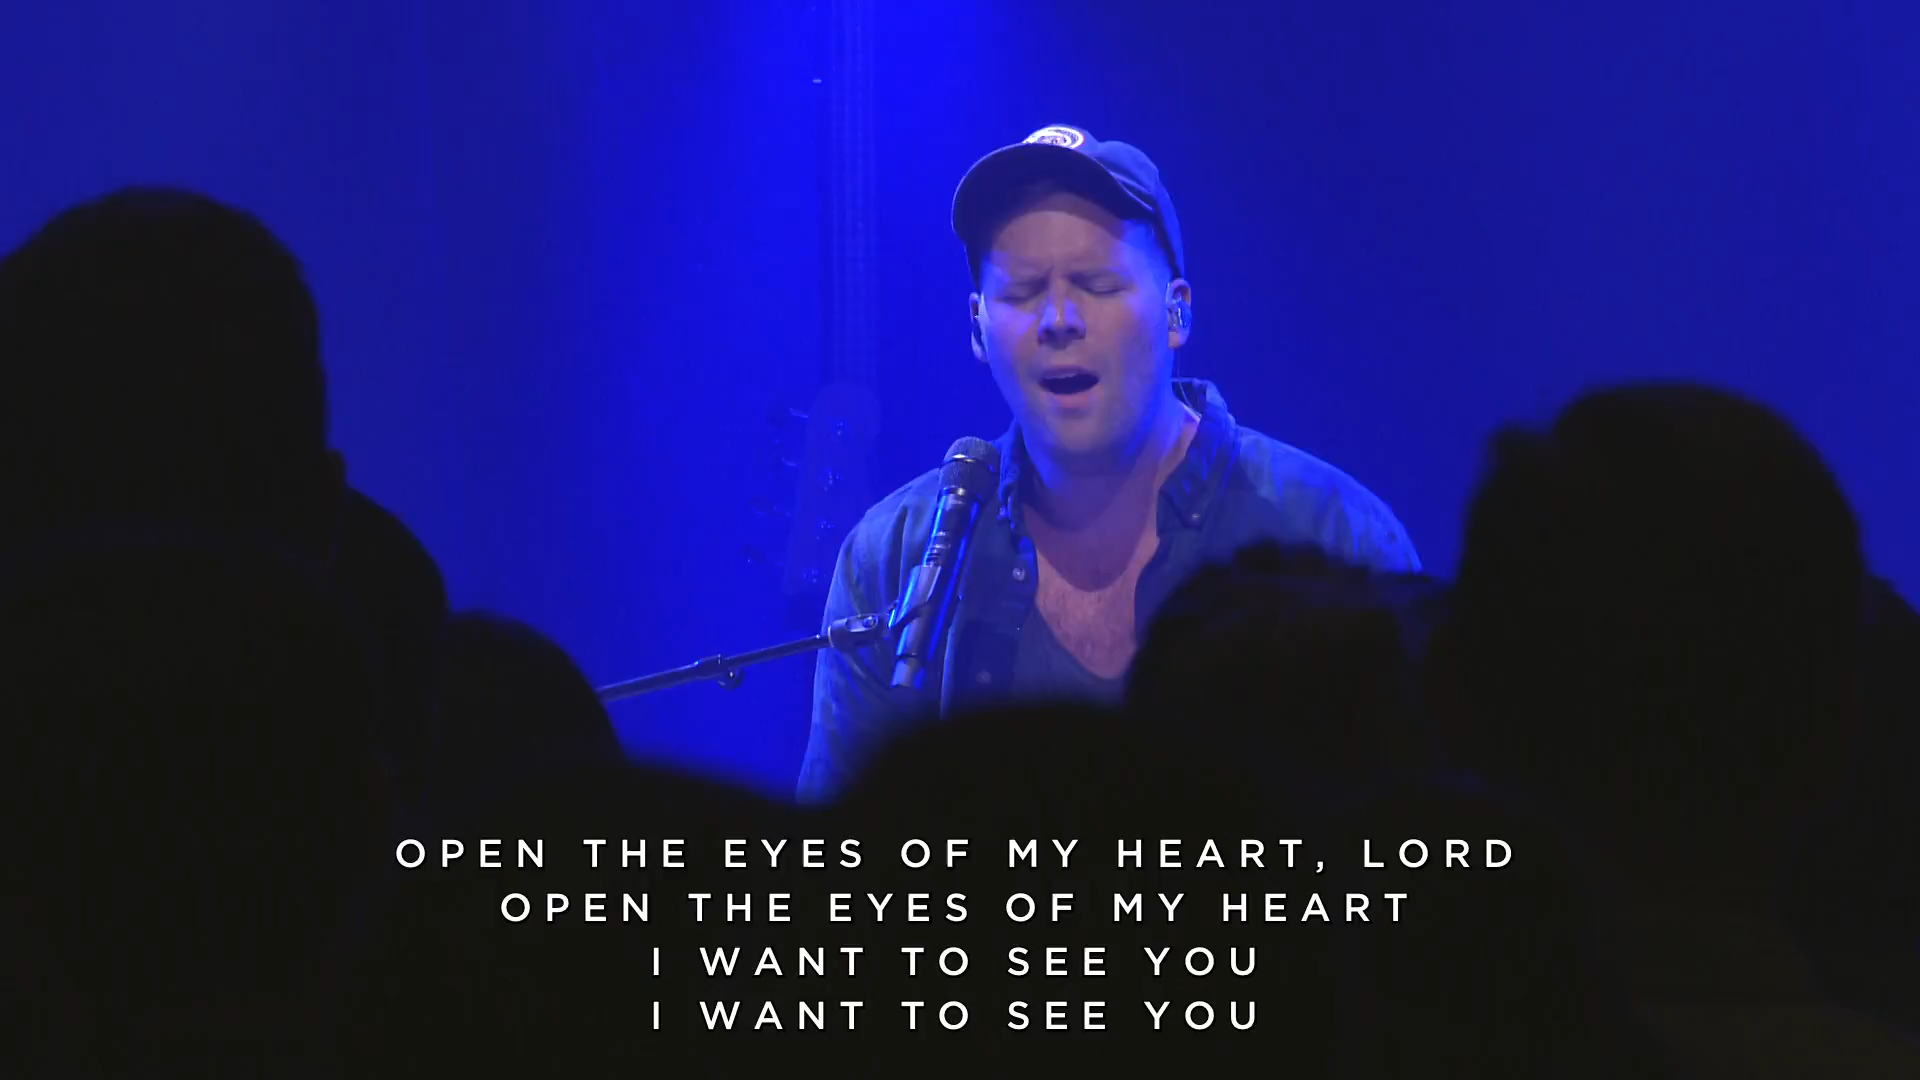 OPEN THE EYES OF MY HEART, LORD
OPEN THE EYES OF MY HEART
I WANT TO SEE YOU
I WANT TO SEE YOU